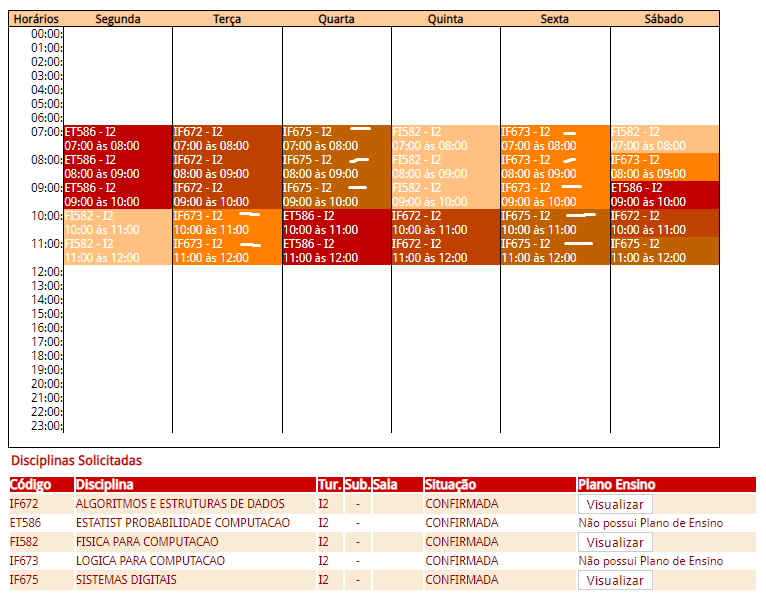 Horários Segunda Terça Quarta Quinta Sexta Sábado
00:00:
01:00:
02:00:
03:00:
04:00:
05:00:
06:00:
07:00: ET586 - I2 IF672 - I2 IF675 - I2 FI582 - I2 IF673 - I2 FI582 - I2
07:00 às 08:00 07:00 às 08:00 07:00 às 08:00 07:00 às 08:00 07:00 às 08:00 07:00 às 08:00
08:00: ET586 - I2 IF672 - I2 IF675 - I2 FI582 - I2 IF673 - I2 IF673 - I2
08:00 às 09:00 08:00 às 09:00 08:00 às 09:00 08:00 às 09:00 08:00 às 09:00 08:00 às 09:00
09:00: ET586 - I2 IF672 - I2 IF675 - I2 FI582 - I2 IF673 - I2 ET586 - I2
09:00 às 10:00 09:00 às 10:00 09:00 às 10:00 09:00 às 10:00 09:00 às 10:00 09:00 às 10:00
10:00: FI582 - I2 IF673 - I2 ET586 - I2 IF672 - I2 IF675 - I2 IF672 - I2
10:00 às 11:00 10:00 às 11:00 10:00 às 11:00 10:00 às 11:00 10:00 às 11:00 10:00 às 11:00
11:00: FI582 - I2 IF673 - I2 ET586 - I2 IF672 - I2 IF675 - I2 IF675 - I2
11:00 às 12:00 11:00 às 12:00 11:00 às 12:00 11:00 às 12:00 11:00 às 12:00 11:00 às 12:00
12:00:
13:00:
14:00:
15:00:
16:00:
17:00:
18:00:
19:00:
20:00:
21:00:
22:00:
23:00:
Disciplinas Solicitadas
Código Disciplina Tur. Sub. Sala Situação Plano Ensino
IF672 ALGORITMOS E ESTRUTURAS DE DADOS I2 - CONFIRMADA Visualizar
ET586 ESTATIST PROBABILIDADE COMPUTACAO I2 - CONFIRMADA Não possui Plano de Ensino
FI582 FISICA PARA COMPUTACAO I2 - CONFIRMADA Visualizar
IF673 LOGICA PARA COMPUTACAO I2 - CONFIRMADA Não possui Plano de Ensino
IF675 SISTEMAS DIGITAIS I2 - CONFIRMADA Visualizar